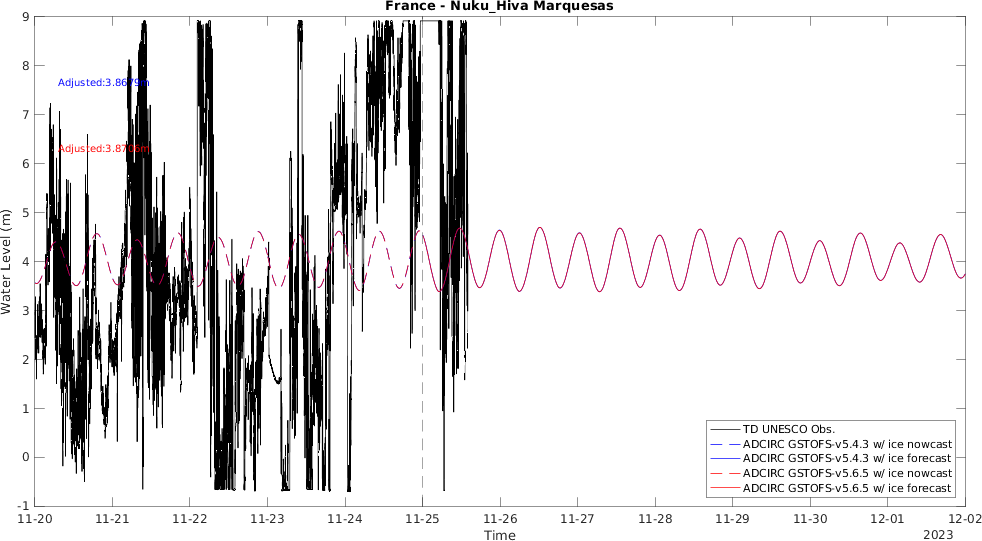 France - Nuku_Hiva Marquesas
9
8
7
6
5
4
3
2
1
0
-1
Water Level (m)
Adjusted:3.8679m
TD UNESCO Obs.
ADCIRC GSTOFS-v5.4.3 w/ ice nowcast
ADCIRC GSTOFS-v5.4.3 w/ ice forecast
ADCIRC GSTOFS-v5.6.5 w/ ice nowcast
ADCIRC GSTOFS-v5.6.5 w/ ice forecast
11-20 11-21 11-22 11-23 11-24 11-25 11-26 11-27 11-28 11-29 11-30 12-01 12-02
Time
2023